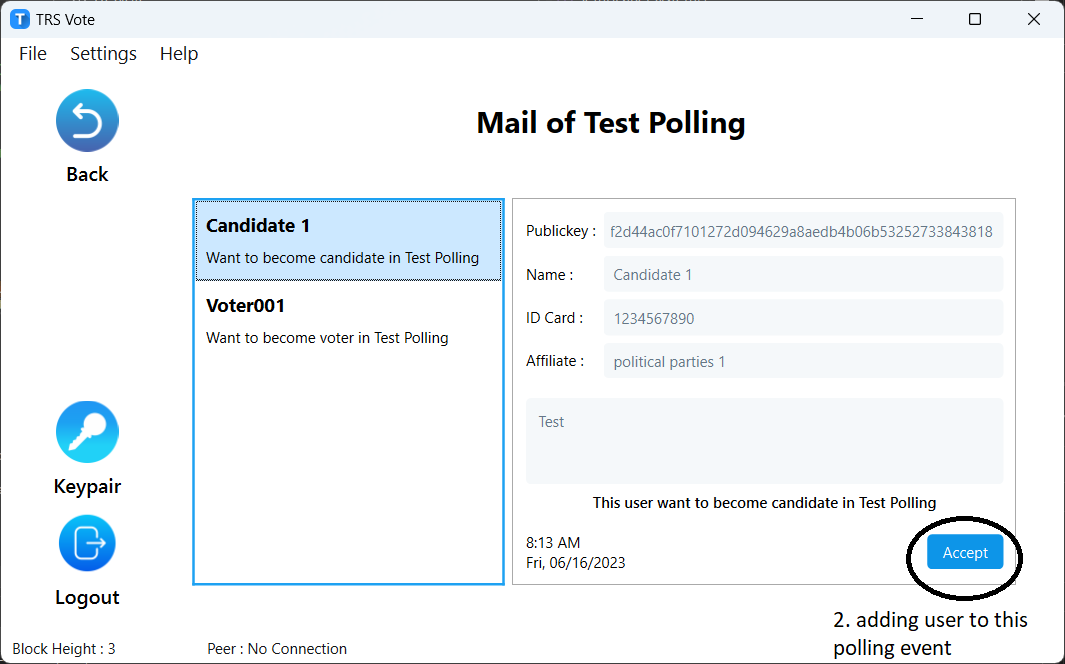 T TRS Vote
File Settings Help
Back
Mail of Test Polling
Candidate 1
Want to become candidate in Test Polling
Voter001
Want to become voter in Test Polling
Publickey : f2d44ac0f7101272d094629a8aedb4b06b53252733843818
Name : Candidate 1
ID Card : 1234567890
Affiliate : political parties 1
Test
This user want to become candidate in Test Polling
8:13 AM
Fri, 06/16/2023
Accept
Keypair
Logout
2. adding user to this
polling event
Block Height : 3 Peer : No Connection